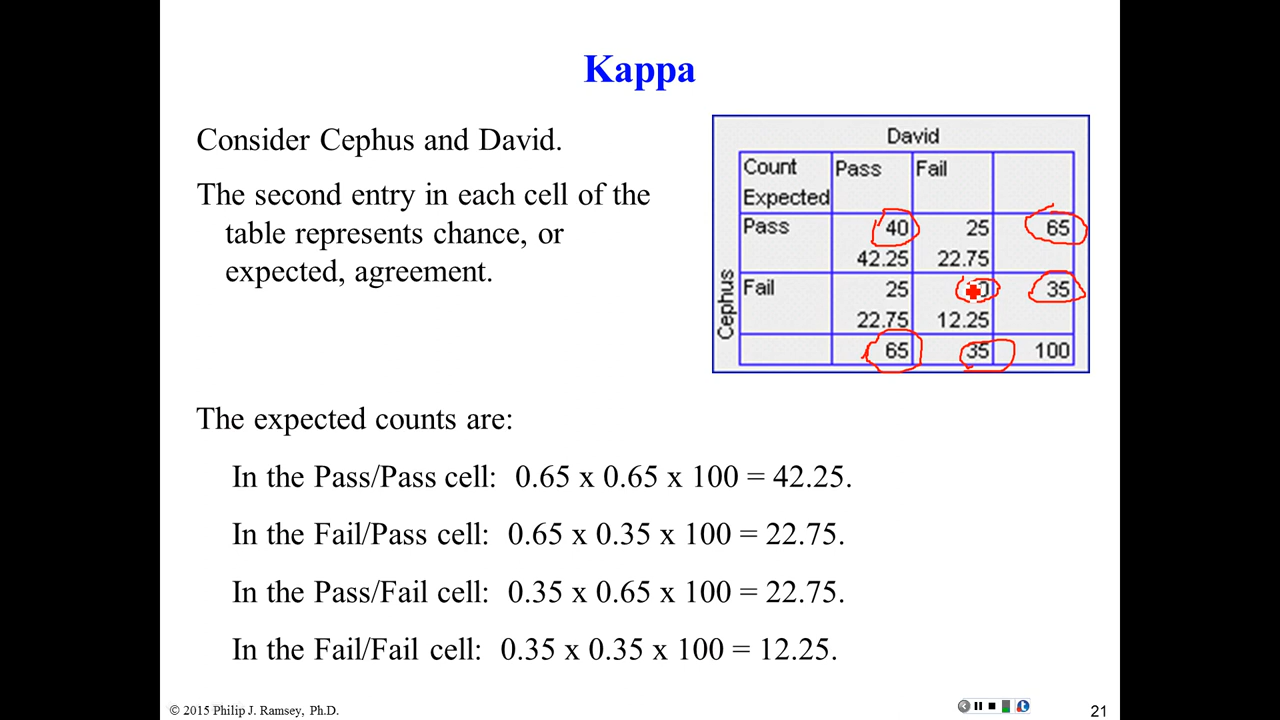 Kappa
Consider Cephus and David.
The second entry in each cell of the
table represents chance, or
expected, agreement.
David
Count Pass Fail
Expected
Pass 40 25 65
42.25 22.75
Cephus
Fail 25 35
22.75 12.25
65 35 100
The expected counts are:
In the Pass/Pass cell: 0.65 x 0.65 x 100 = 42.25.
In the Fail/Pass cell: 0.65 x 0.35 x 100 = 22.75.
In the Pass/Fail cell: 0.35 x 0.65 x 100 = 22.75.
In the Fail/Fail cell: 0.35 x 0.35 x 100 = 12.25.
© 2015 Philip J. Ramsey, Ph.D.
21